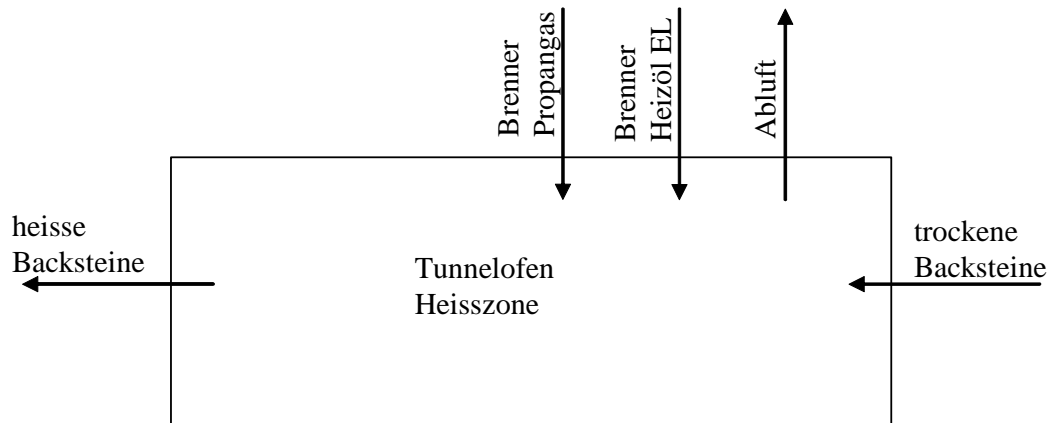 Brenner
Propangas
Brenner
Heizöl EL
Abluft
heisse
Backsteine
Tunnelofen
Heisszone
trockene
Backsteine